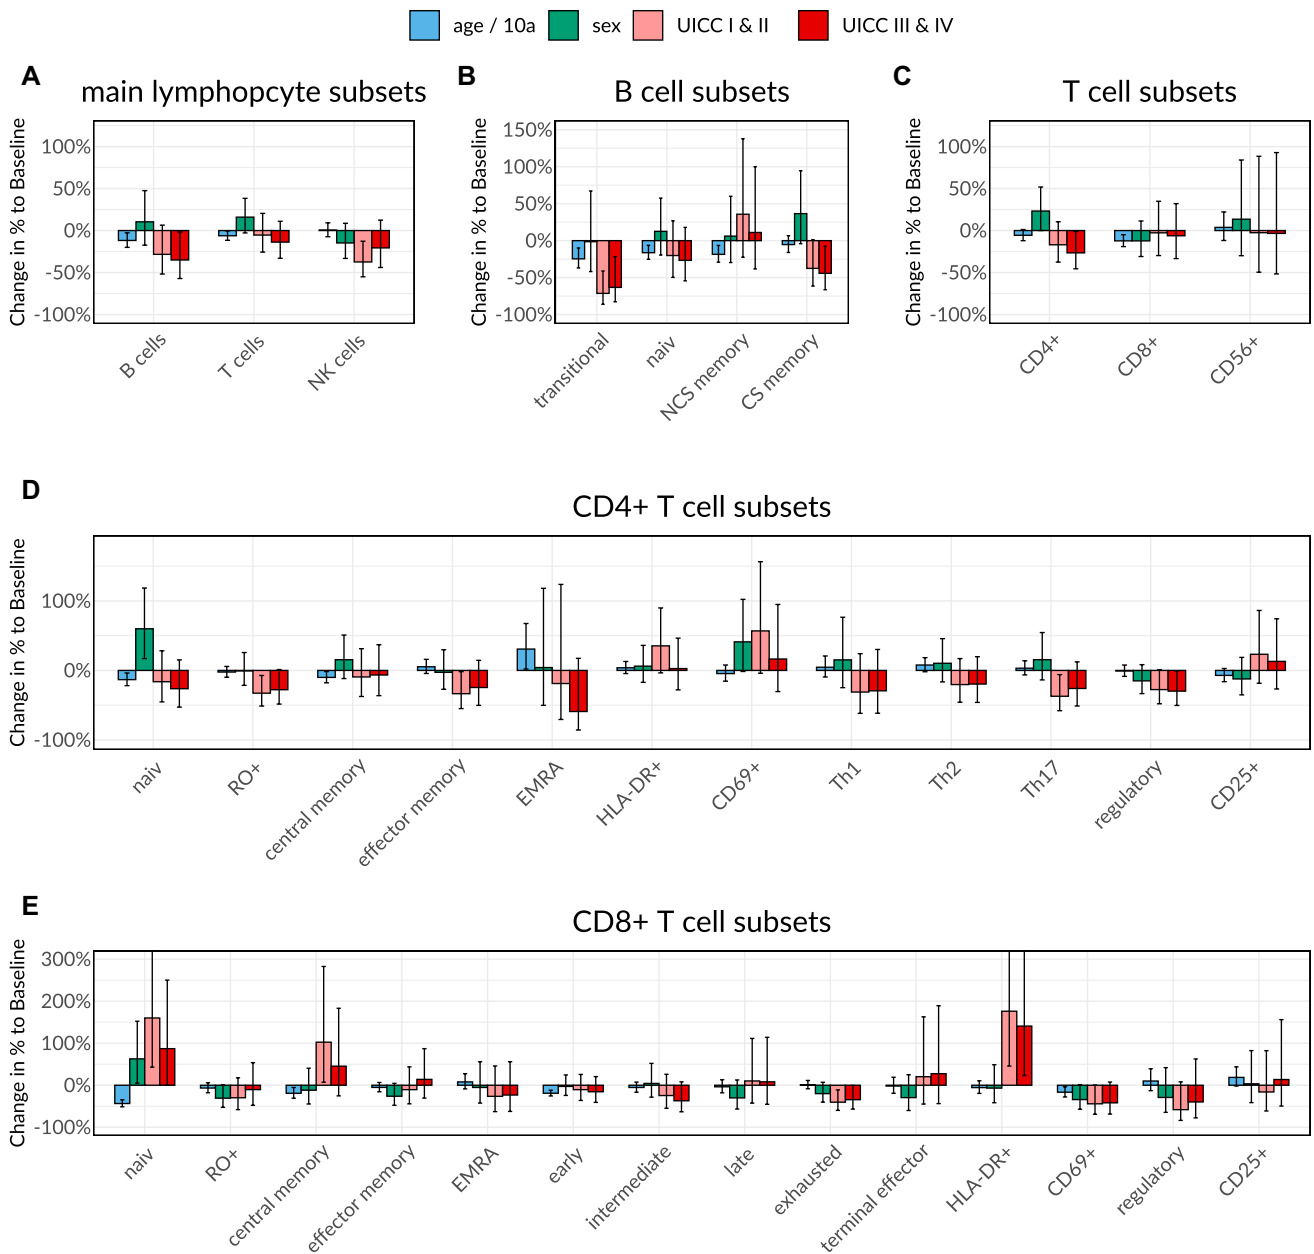 age / 10a sex UICC I & II UICC III & IV
A
main lymphopcyte subsets
Change in % to Baseline
100%
50%
0%
-50%
-100%
B cells
T cells
NK cells
B
B cell subsets
Change in % to Baseline
150%
100%
50%
0%
-50%
-100%
transitional
naiv
NCS memory
CS memory
C
T cell subsets
Change in % to Baseline
100%
50%
0%
-50%
-100%
CD4+
CD8+
CD56+
D
CD4+ T cell subsets
Change in % to Baseline
100%
0%
-100%
naiv
RO+
central memory
effector memory
EMRA
HLA-DR+
CD69+
Th1
Th2
Th17
regulatory
CD25+
E
CD8+ T cell subsets
Change in % to Baseline
300%
200%
100%
0%
-100%
naiv
RO+
central memory
effector memory
EMRA
early
intermediate
late
exhausted
terminal effector
HLA-DR+
CD69+
regulatory
CD25+